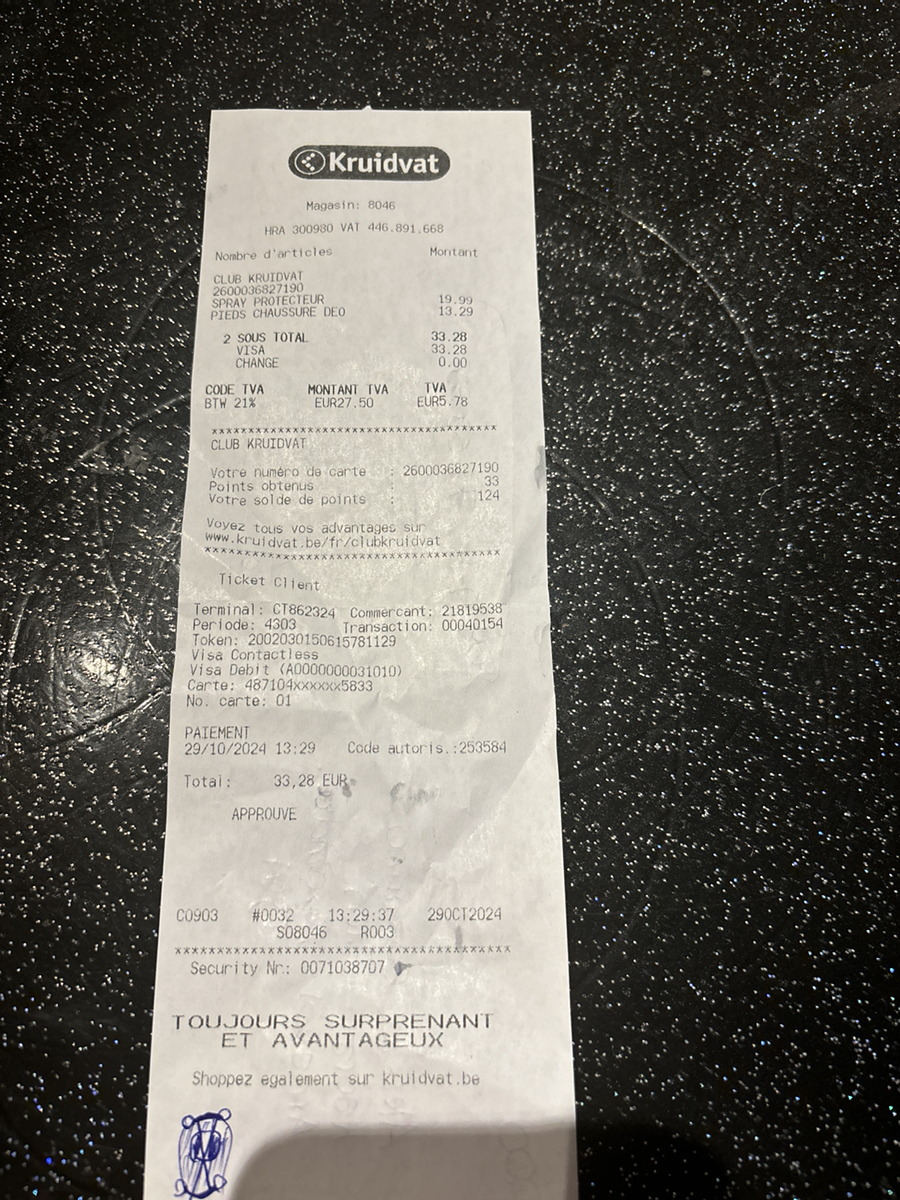 Kruidvat
Magasin: 8046
HRA 300980 VAT 446.891.668
Nombre d'articles Montant
CLUB KRUIDVAT
2600036827190
SPRAY PROTECTEUR 19.99
PIEDS CHAUSSURE DEO 13.29
2 SOUS TOTAL 33.28
VISA 33.28
CHANGE 0.00
CODE TVA MONTANT TVA TVA
BTW 21% EUR27.50 EUR5.78
****************************************
CLUB KRUIDVAT
Votre numéro de carte : 2600036827190
Points obtenus : 33
Votre solde de points : 124
Voyez tous vos advantages sur
www.kruidvat.be/fr/clubkruidvat
****************************************
Ticket Client
Terminal: CT862324 Commercant: 21819538
Periode: 4303 Transaction: 00040154
Token: 2002030150615781129
Visa Contactless
Visa Debit (A0000000031010)
Carte: 487104xxxxxx5833
No. carte: 01
PAIEMENT
29/10/2024 13:29 Code autoris.:253584
Total: 33,28 EUR
APPROUVE
C0903 #0032 13:29:37 29OCT2024
S08046 R003
****************************************
Security Nr.: 0071038707
TOUJOURS SURPRENANT
ET AVANTAGEUX
Shoppez egalement sur kruidvat.be